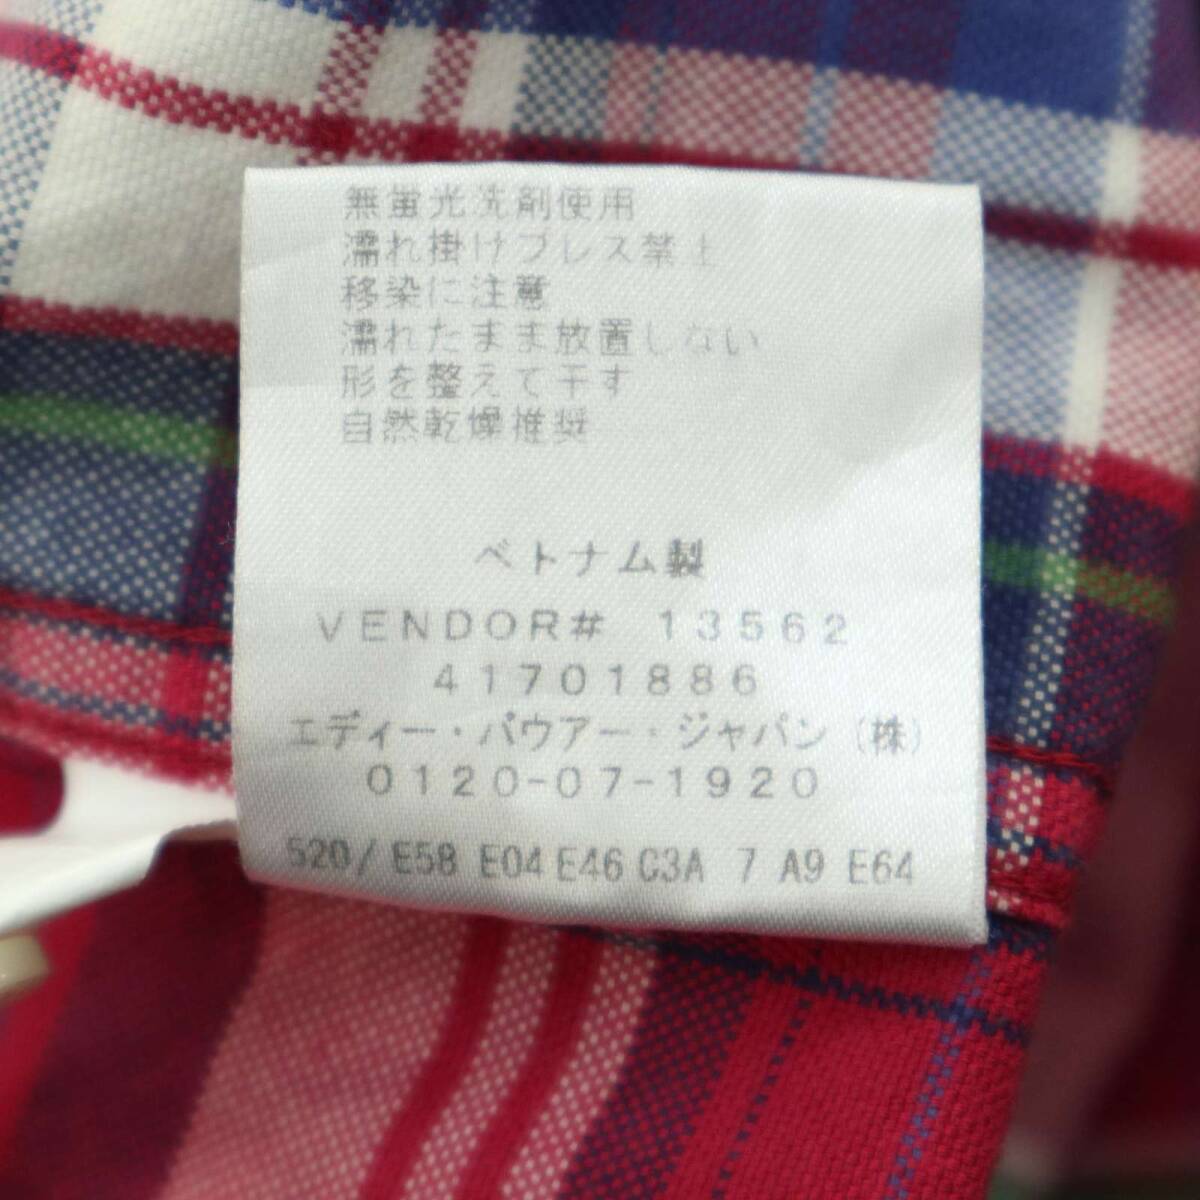 無蛍光洗剤使用
濡れ掛けプレス禁止
移染に注意
濡れたまま放置しない
形を整えて干す
自然乾燥推奨
ベトナム製
VENDOR# 13562
41701886
エディー・バウアー・ジャパン (株)
0120-07-1920
520/ E58 E04 E46 C3A 7 A9 E64